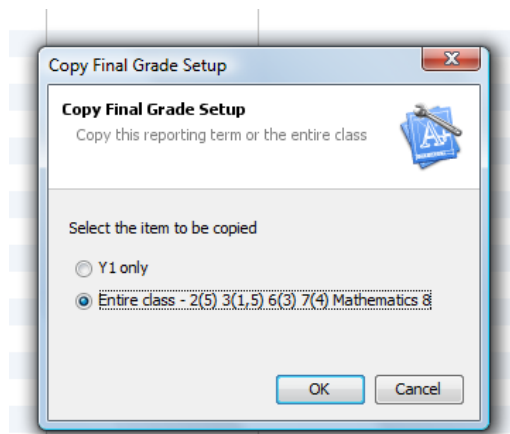 Copy Final Grade Setup
Copy Final Grade Setup
Copy this reporting term or the entire class
A+
Select the item to be copied
Y1 only
Entire class - 2(5) 3(1,5) 6(3) 7(4) Mathematics 8
OK
Cancel